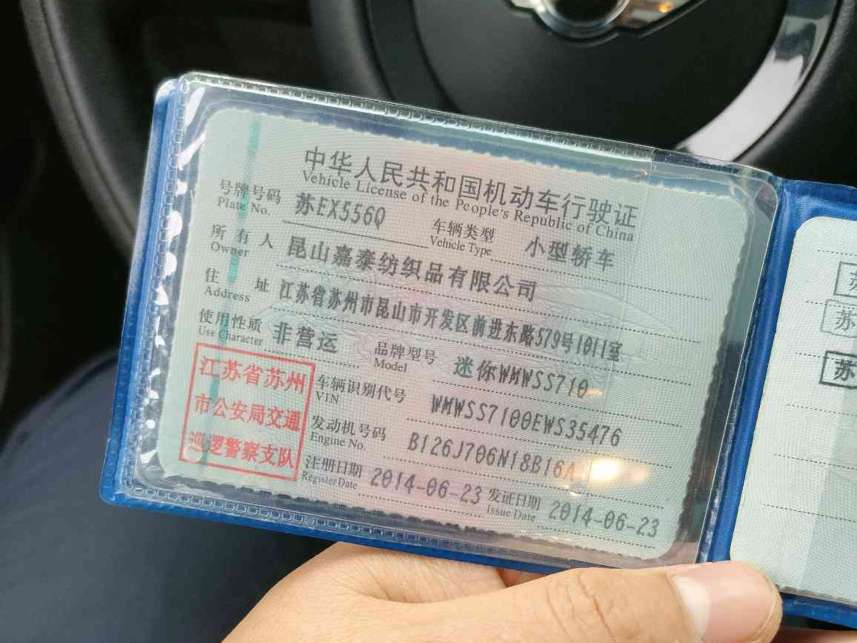 中华人民共和国机动车行驶证
Vehicle License of the People's Republic of China
号牌号码 苏EX556Q 车辆类型 小型轿车
Plate No. Vehicle Type
所有人 昆山嘉泰纺织品有限公司
Owner
住址 江苏省苏州市昆山市开发区前进东路579号1011室
Address
使用性质 非营运 品牌型号 迷你WMWSS710
Use Character Model
江苏省苏州
市公安局交通
巡逻警察支队
车辆识别代号 WMWSS7100EWS35476
VIN
发动机号码 B126J706N18B16A
Engine No.
注册日期 2014-06-23 发证日期 2014-06-23
Register Date Issue Date
苏
苏
苏